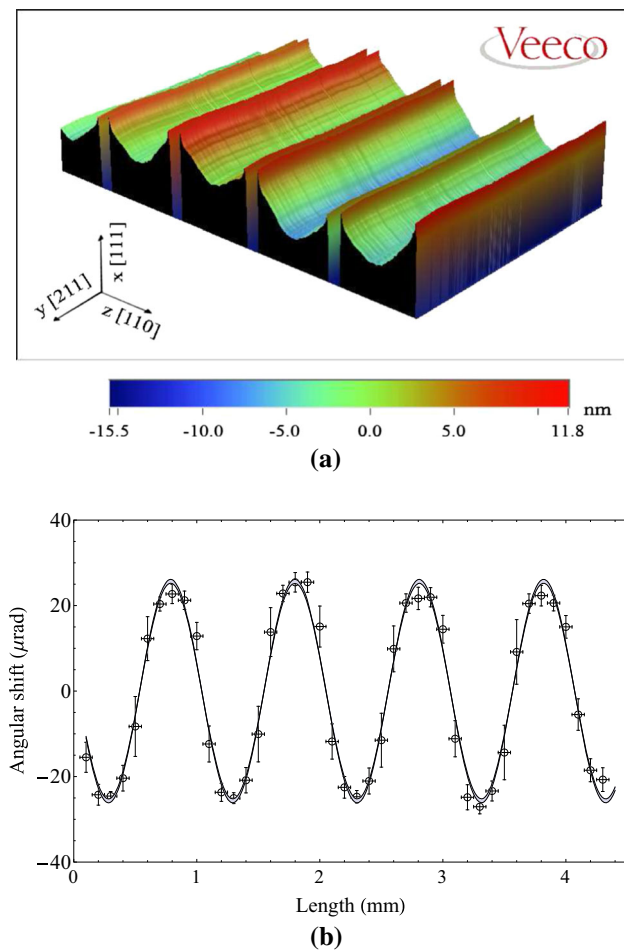 Veeco
x [111]
y [211]
z [110]
nm
-15.5 -10.0 -5.0 0.0 5.0 11.8
(a)
40
20
0
−20
−40
Angular shift (μrad)
0 1 2 3 4
Length (mm)
(b)